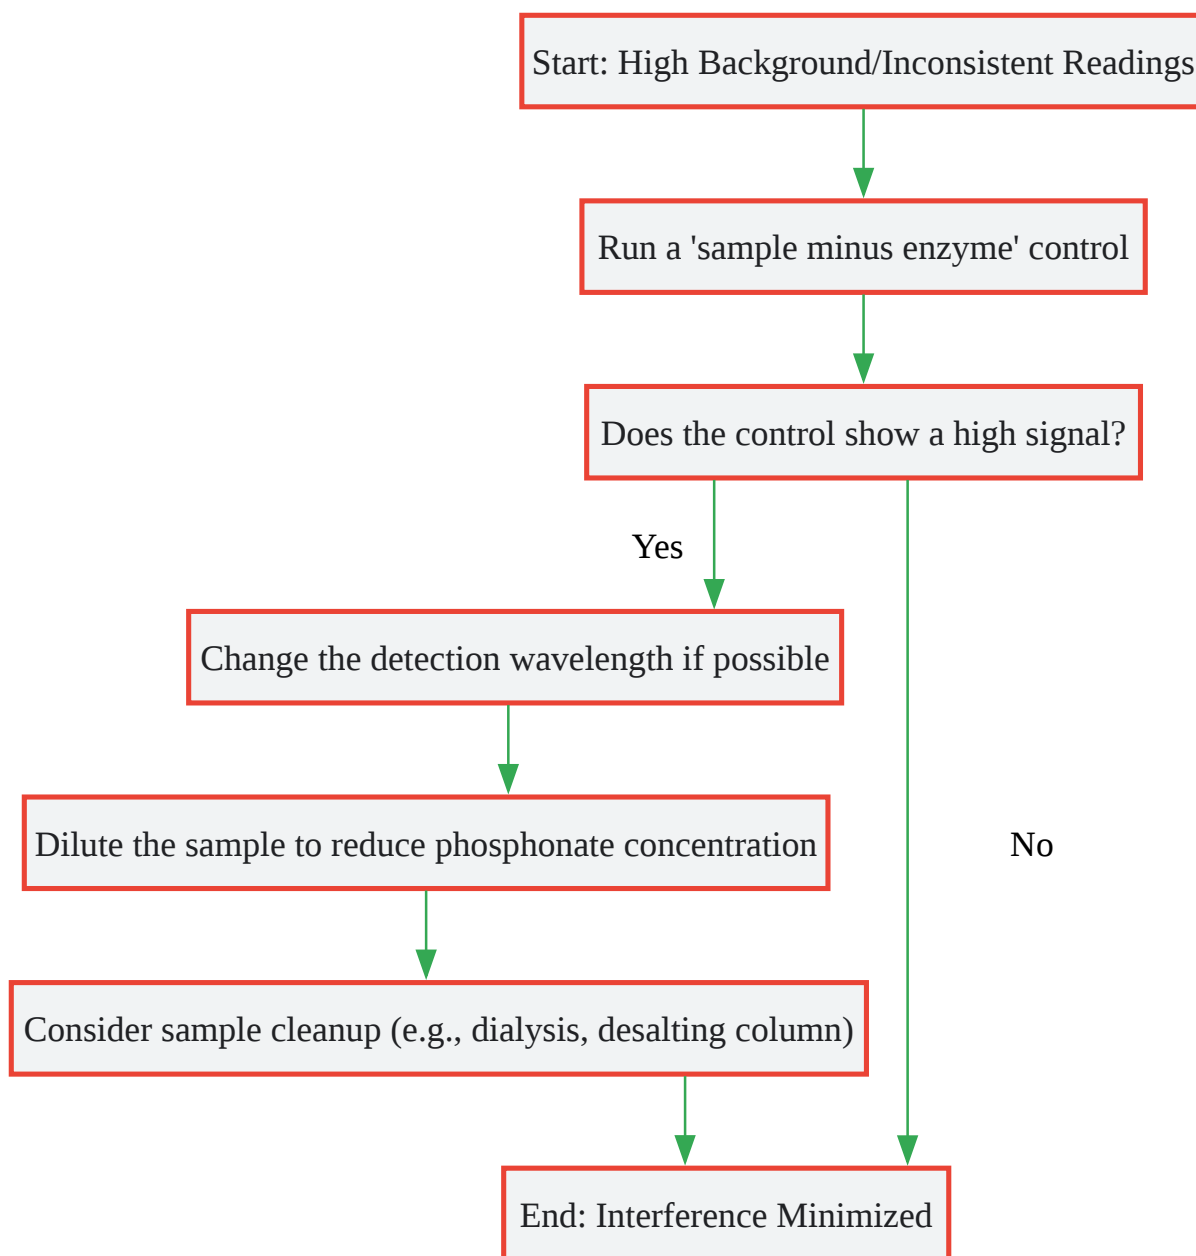 Start: High Background/Inconsistent Readings
Run a 'sample minus enzyme' control
Does the control show a high signal?
Yes
Change the detection wavelength if possible
Dilute the sample to reduce phosphonate concentration
No
Consider sample cleanup (e.g., dialysis, desalting column)
End: Interference Minimized